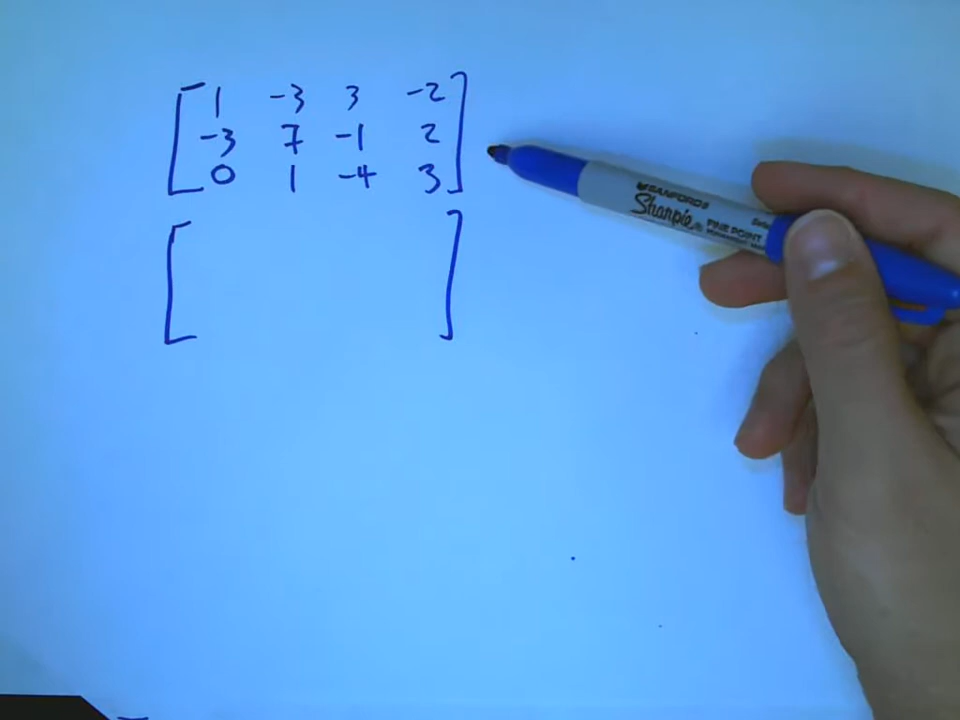 1 -3 3 -2
-3 7 -1 2
0 1 -4 3
SANFORD®
Sharpie®
FINE POINT